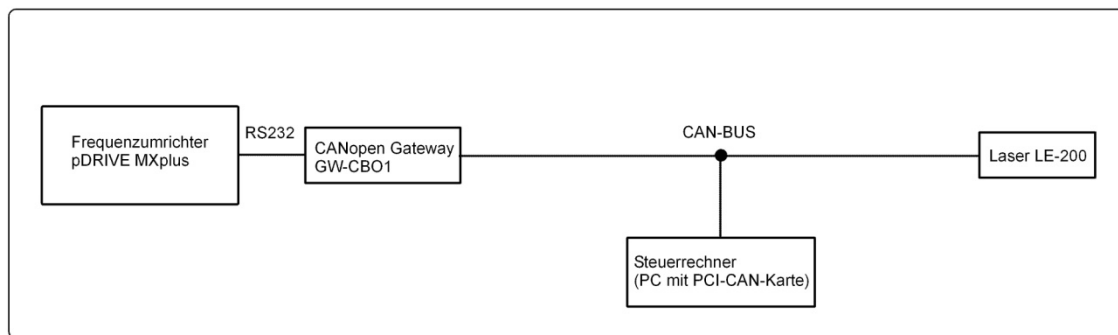 Frequenzumrichter
pDRIVE MXplus
RS232
CANopen Gateway
GW-CBO1
CAN-BUS
Laser LE-200
Steuerrechner
(PC mit PCI-CAN-Karte)